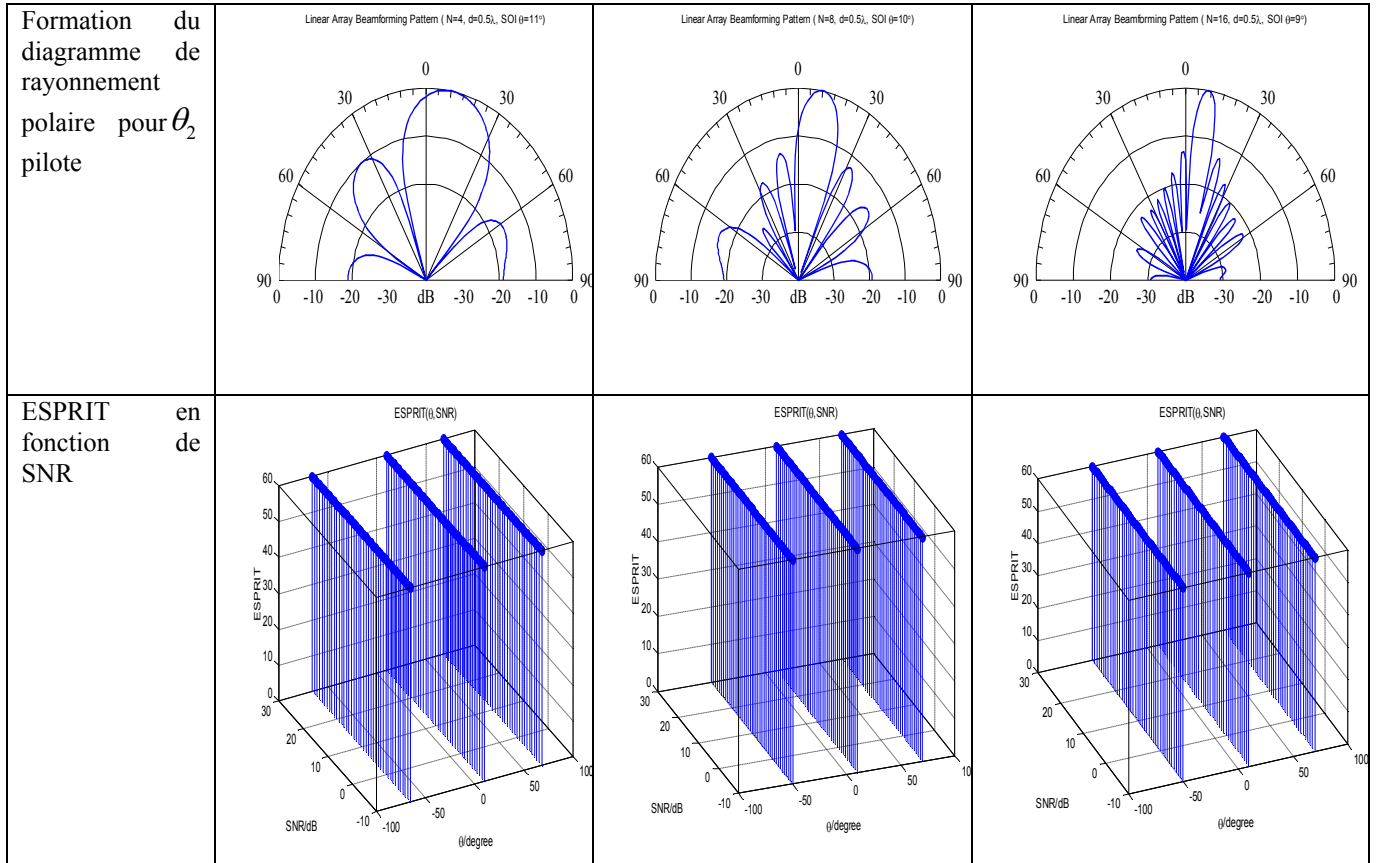 Formation du
diagramme de
rayonnement
polaire pour θ2
pilote
Linear Array Beamforming Pattern ( N=4, d=0.5λ, SOI θ=11°)
0
30 30
60 60
90 90
0 -10 -20 -30 dB -30 -20 -10 0
Linear Array Beamforming Pattern ( N=8, d=0.5λ, SOI θ=10°)
0
30 30
60 60
90 90
0 -10 -20 -30 dB -30 -20 -10 0
Linear Array Beamforming Pattern ( N=16, d=0.5λ, SOI θ=9°)
0
30 30
60 60
90 90
0 -10 -20 -30 dB -30 -20 -10 0
ESPRIT en
fonction de
SNR
ESPRIT(θ,SNR)
60
50
40
30
20
10
0
ESPRIT
30
20
10
0
-10
SNR/dB
-100 -50 0 50 100
θ/degree
ESPRIT(θ,SNR)
60
50
40
30
20
10
0
ESPRIT
30
20
10
0
-10
SNR/dB
-100 -50 0 50 10
θ/degree
ESPRIT(θ,SNR)
60
50
40
30
20
10
0
ESPRIT
30
20
10
0
-10
SNR/dB
-100 -50 0 50 100
θ/degree